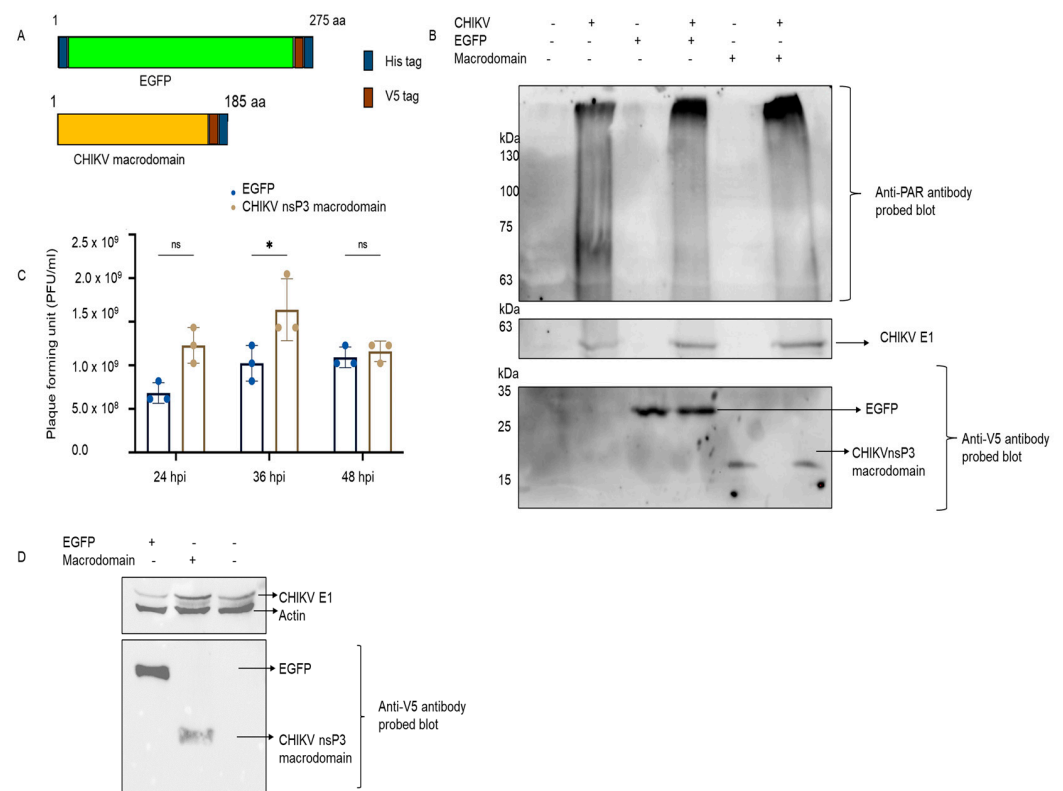 A
1 275 aa
EGFP
His tag
V5 tag
1 185 aa
CHIKV macrodomain
B
CHIKV - + - + - +
EGFP - - + + - -
Macrodomain - - - - + +
kDa
130
100
75
63
Anti-PAR antibody
probed blot
kDa
63
CHIKV E1
kDa
35
25
15
EGFP
CHIKVnsP3
macrodomain
Anti-V5 antibody
probed blot
C
EGFP
CHIKV nsP3 macrodomain
Plaque forming unit (PFU/ml)
2.5 x 10⁹
2.0 x 10⁹
1.5 x 10⁹
1.0 x 10⁹
5.0 x 10⁸
0.0
ns * ns
24 hpi 36 hpi 48 hpi
D
EGFP + - -
Macrodomain - + -
CHIKV E1
Actin
EGFP
CHIKV nsP3
macrodomain
Anti-V5 antibody
probed blot